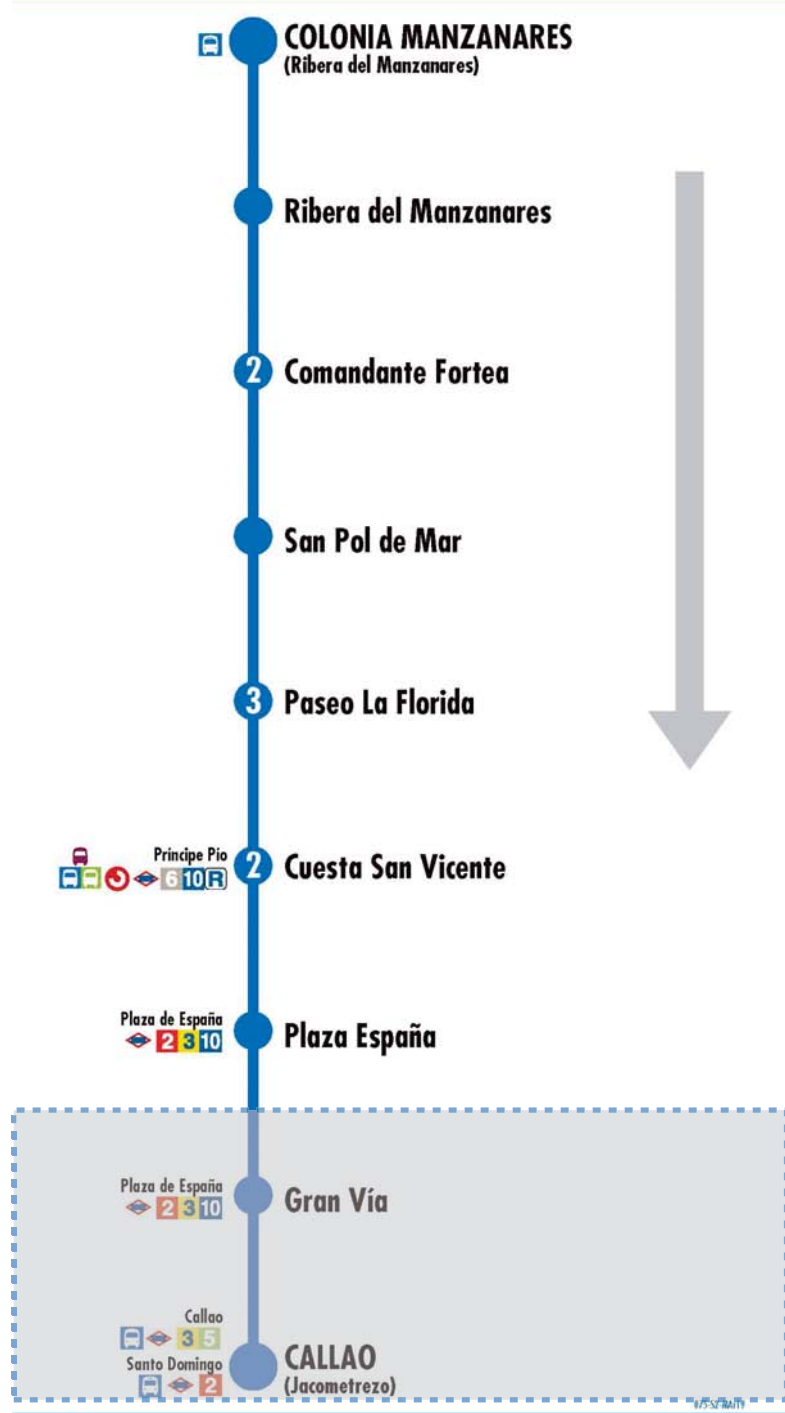 COLONIA MANZANARES
(Ribera del Manzanares)
Ribera del Manzanares
2 Comandante Fortea
San Pol de Mar
3 Paseo La Florida
Príncipe Pío
6 10 R
2 Cuesta San Vicente
Plaza de España
2 3 10
Plaza España
Plaza de España
2 3 10
Gran Vía
Callao
3 5
Santo Domingo
2
CALLAO
(Jacometrezo)